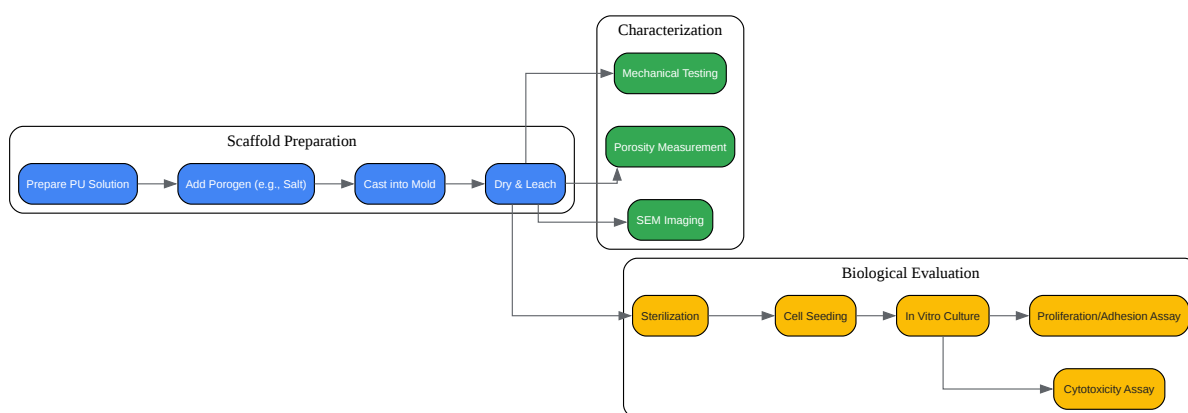 Characterization
Mechanical Testing
Porosity Measurement
SEM Imaging
Scaffold Preparation
Prepare PU Solution
Add Porogen (e.g., Salt)
Cast into Mold
Dry & Leach
Biological Evaluation
Sterilization
Cell Seeding
In Vitro Culture
Proliferation/Adhesion Assay
Cytotoxicity Assay